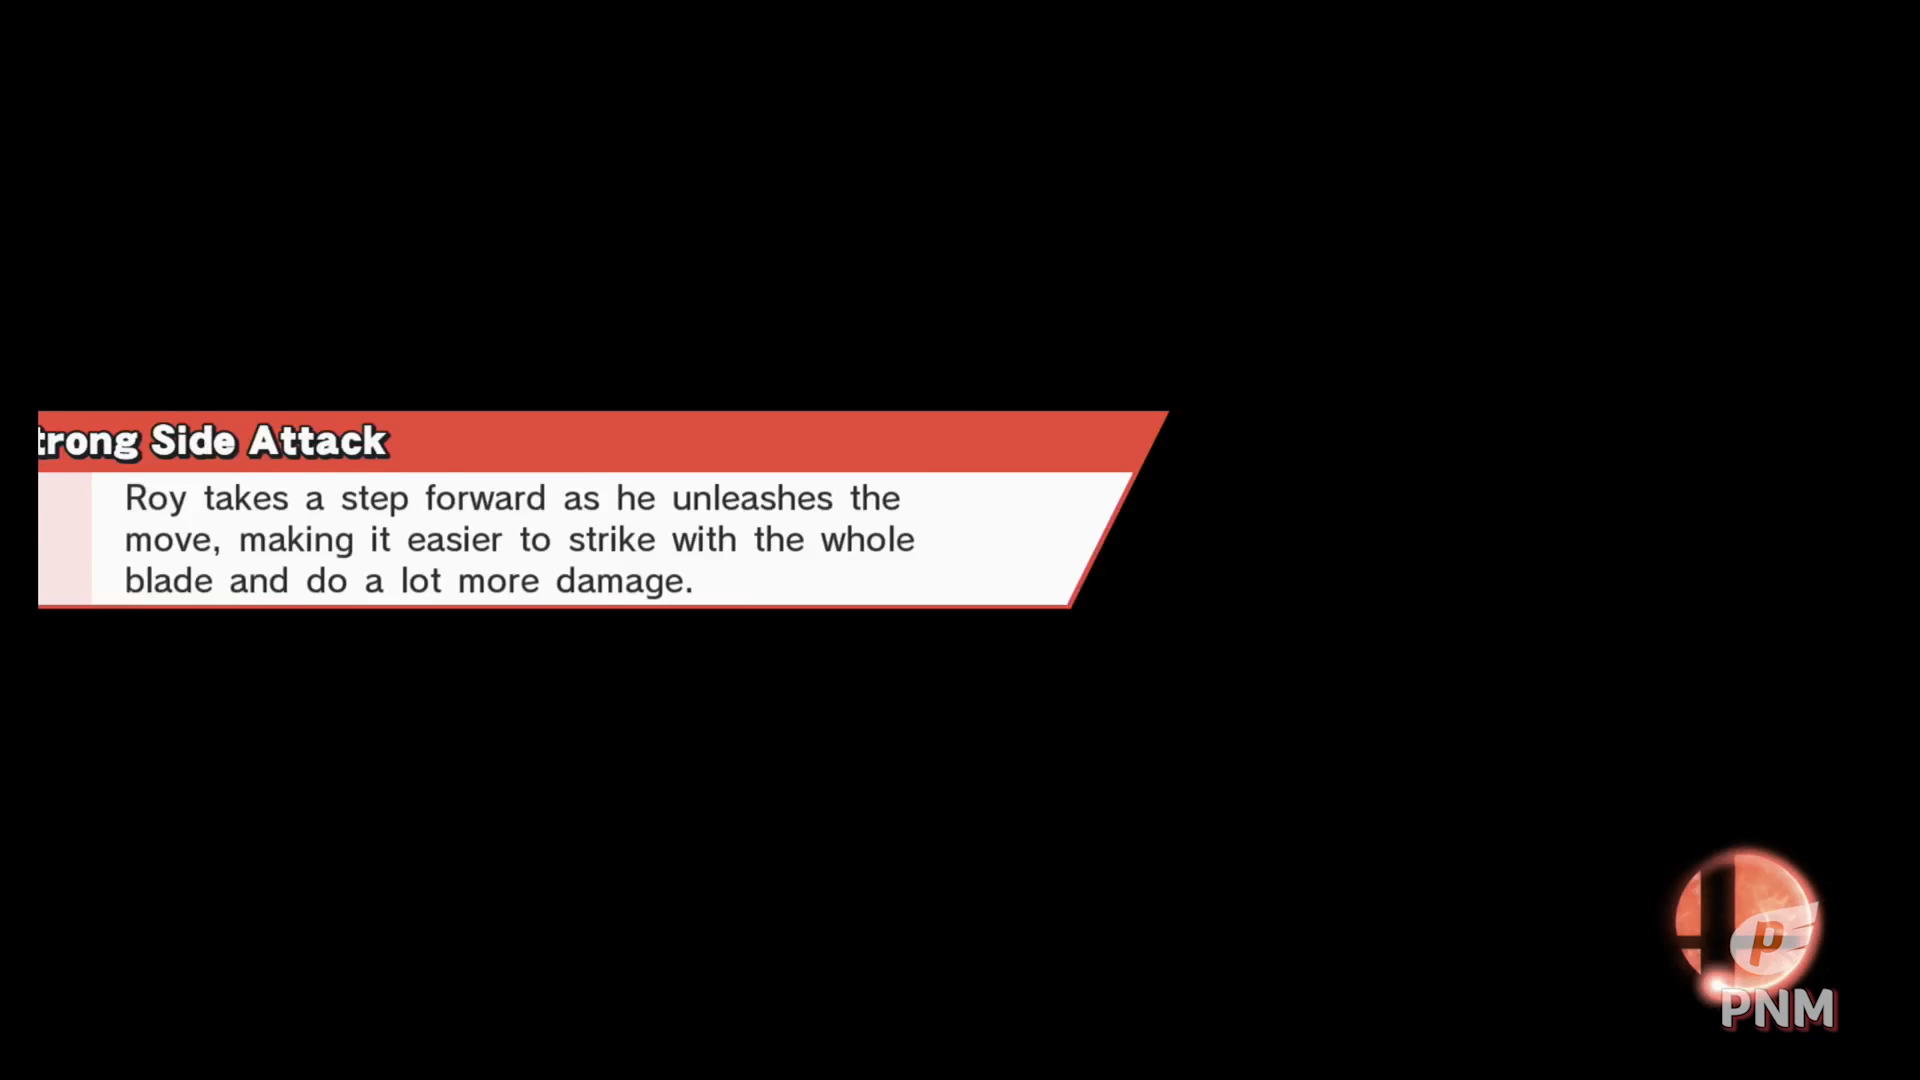 trong Side Attack
Roy takes a step forward as he unleashes the
move, making it easier to strike with the whole
blade and do a lot more damage.
P
PNM